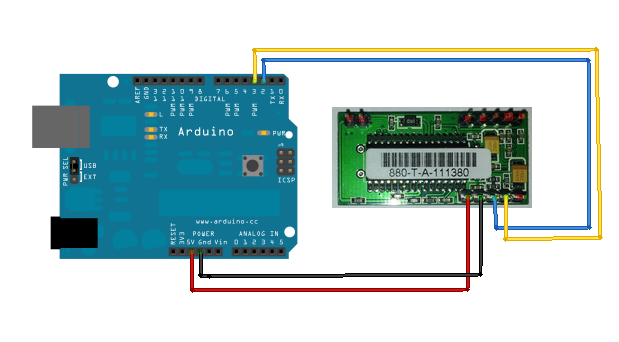 AREF
GND
13
12
11
10
9
8
7
6
5
4
3
2
1
0
PWM
PWM
PWM
PWM
PWM
PWM
TX
RX
DIGITAL
L
TX
RX
Arduino
PWM
PWR SEL
USB
EXT
ICSP
880-T-A-111380
www.arduino.cc
RESET
3V3
5V
Gnd
Vin
POWER
ANALOG IN
0 1 2 3 4 5